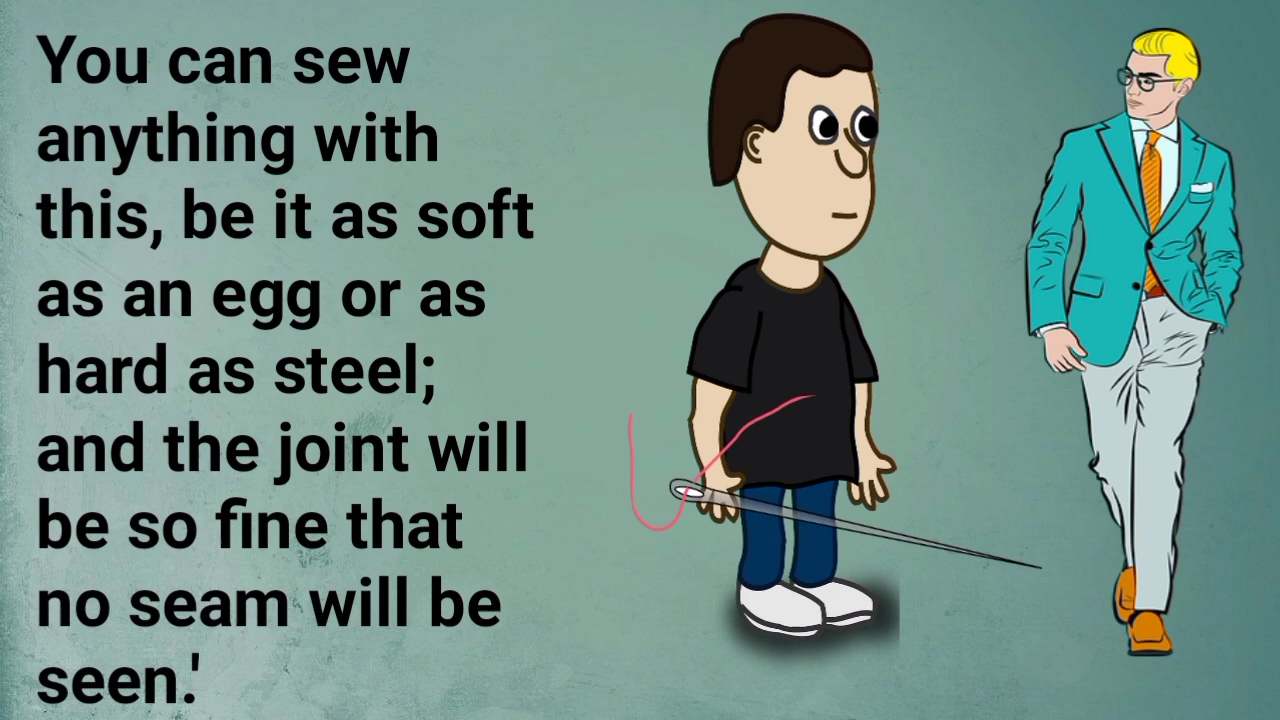 You can sew
anything with
this, be it as soft
as an egg or as
hard as steel;
and the joint will
be so fine that
no seam will be
seen.'